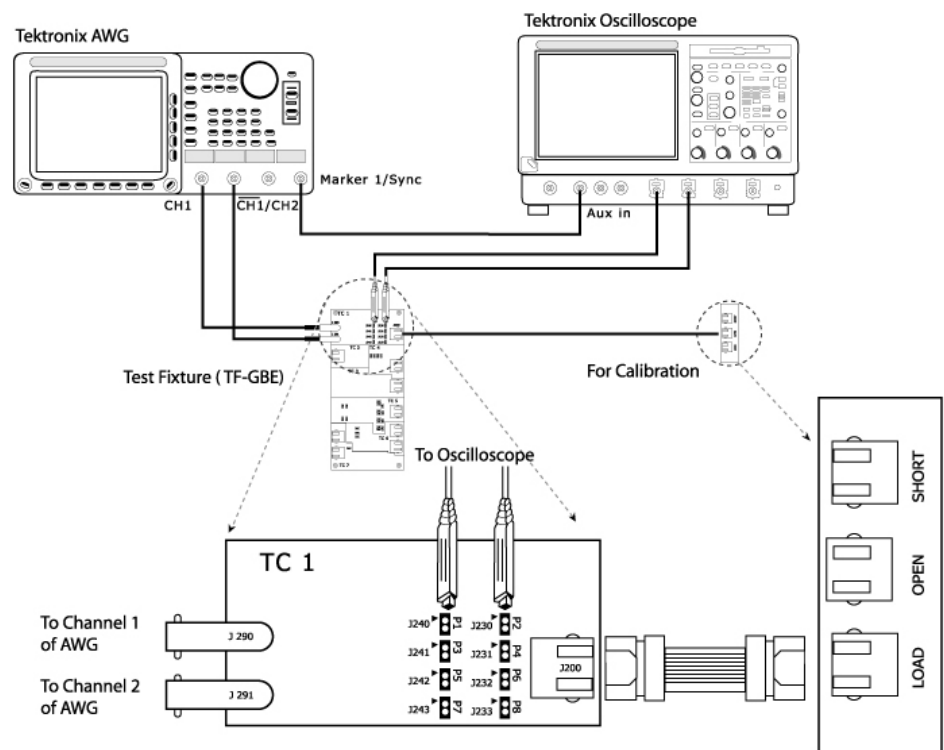 Tektronix Oscilloscope
Tektronix AWG
Marker 1/Sync
CH1
CH1/CH2
Aux in
TC 1
Test Fixture ( TF-GBE)
For Calibration
To Oscilloscope
TC 1
SHORT
OPEN
LOAD
To Channel 1
of AWG
J 290
To Channel 2
of AWG
J 291
J240 P1 J230 P2
J241 P3 J231 P4
J242 P5 J232 P6
J243 P7 J233 P8
J200